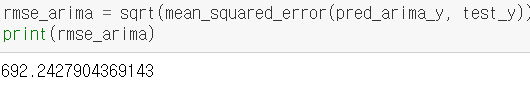 rmse_arima = sqrt(mean_squared_error(pred_arima_y, test_y))
print(rmse_arima)
692.2427904369143